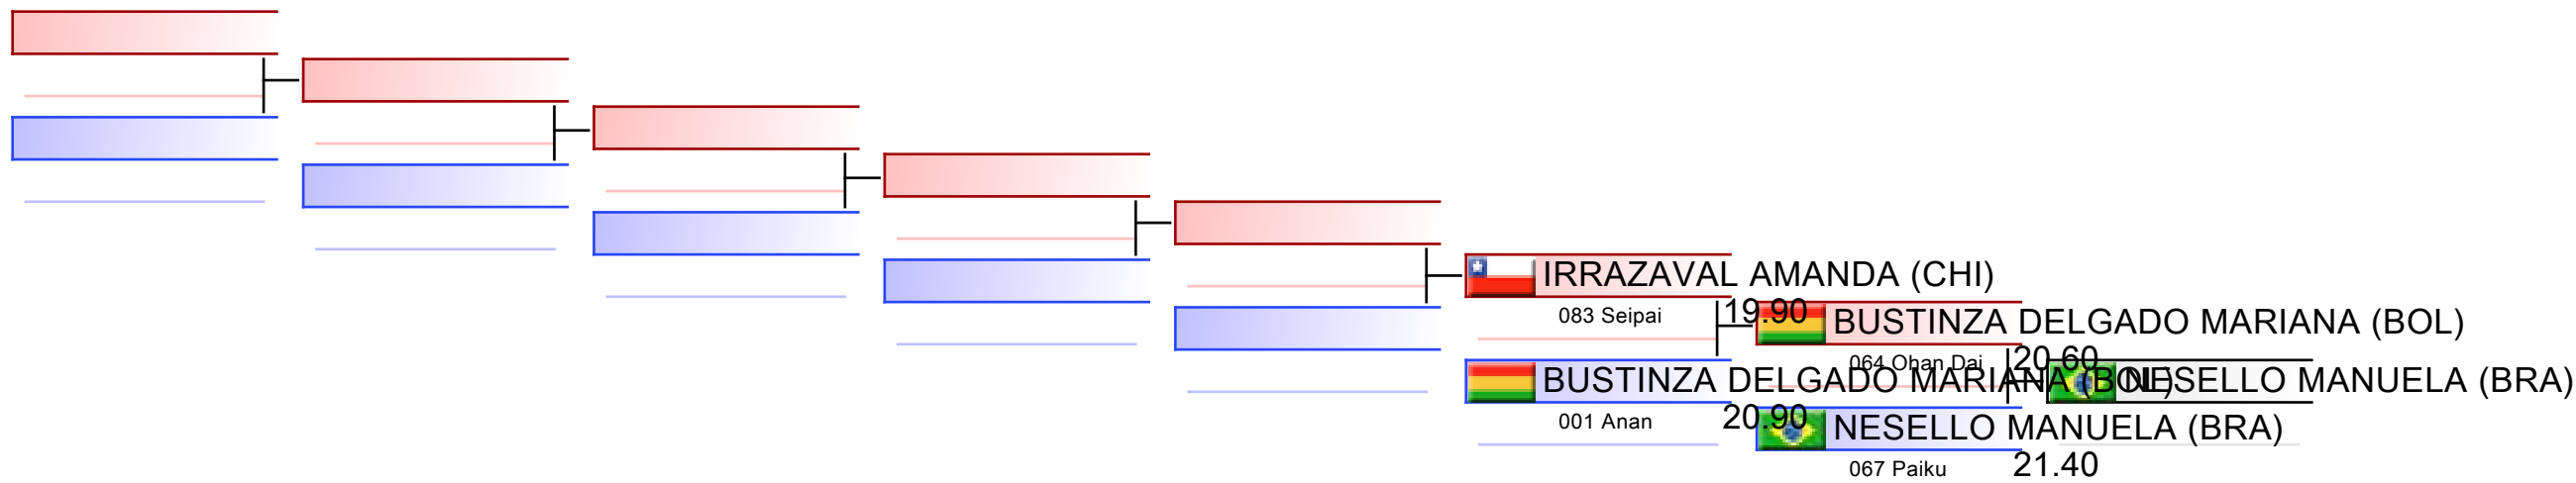 IRRAZAVAL AMANDA (CHI)
083 Seipai
19.90
BUSTINZA DELGADO MARIANA (BOL)
001 Anan
20.90
BUSTINZA DELGADO MARIANA (BOL)
064 Ohan Dai
20.60
NESELLO MANUELA (BRA)
067 Paiku
21.40
NESELLO MANUELA (BRA)